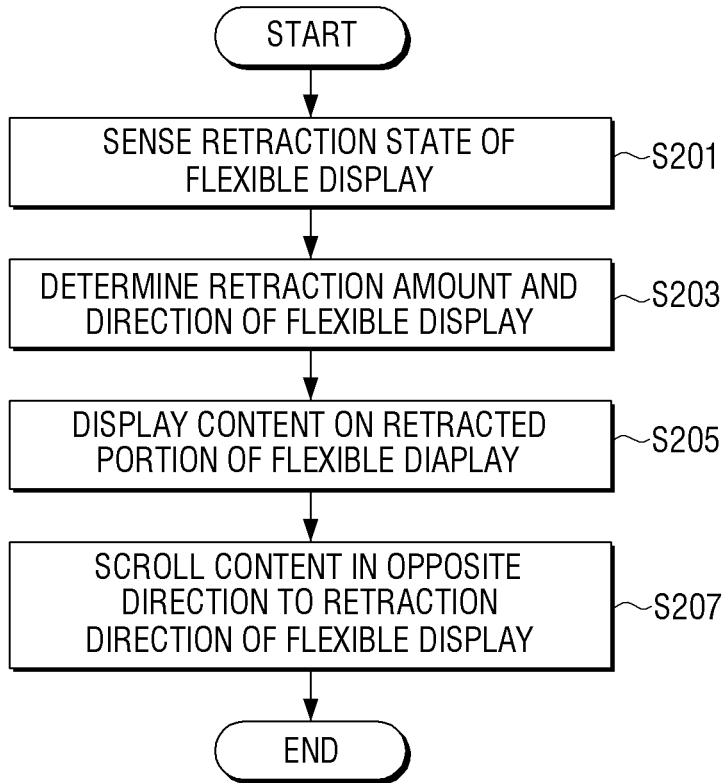 START
SENSE RETRACTION STATE OF
FLEXIBLE DISPLAY
S201
DETERMINE RETRACTION AMOUNT AND
DIRECTION OF FLEXIBLE DISPLAY
S203
DISPLAY CONTENT ON RETRACTED
PORTION OF FLEXIBLE DIAPLAY
S205
SCROLL CONTENT IN OPPOSITE
DIRECTION TO RETRACTION
DIRECTION OF FLEXIBLE DISPLAY
S207
END